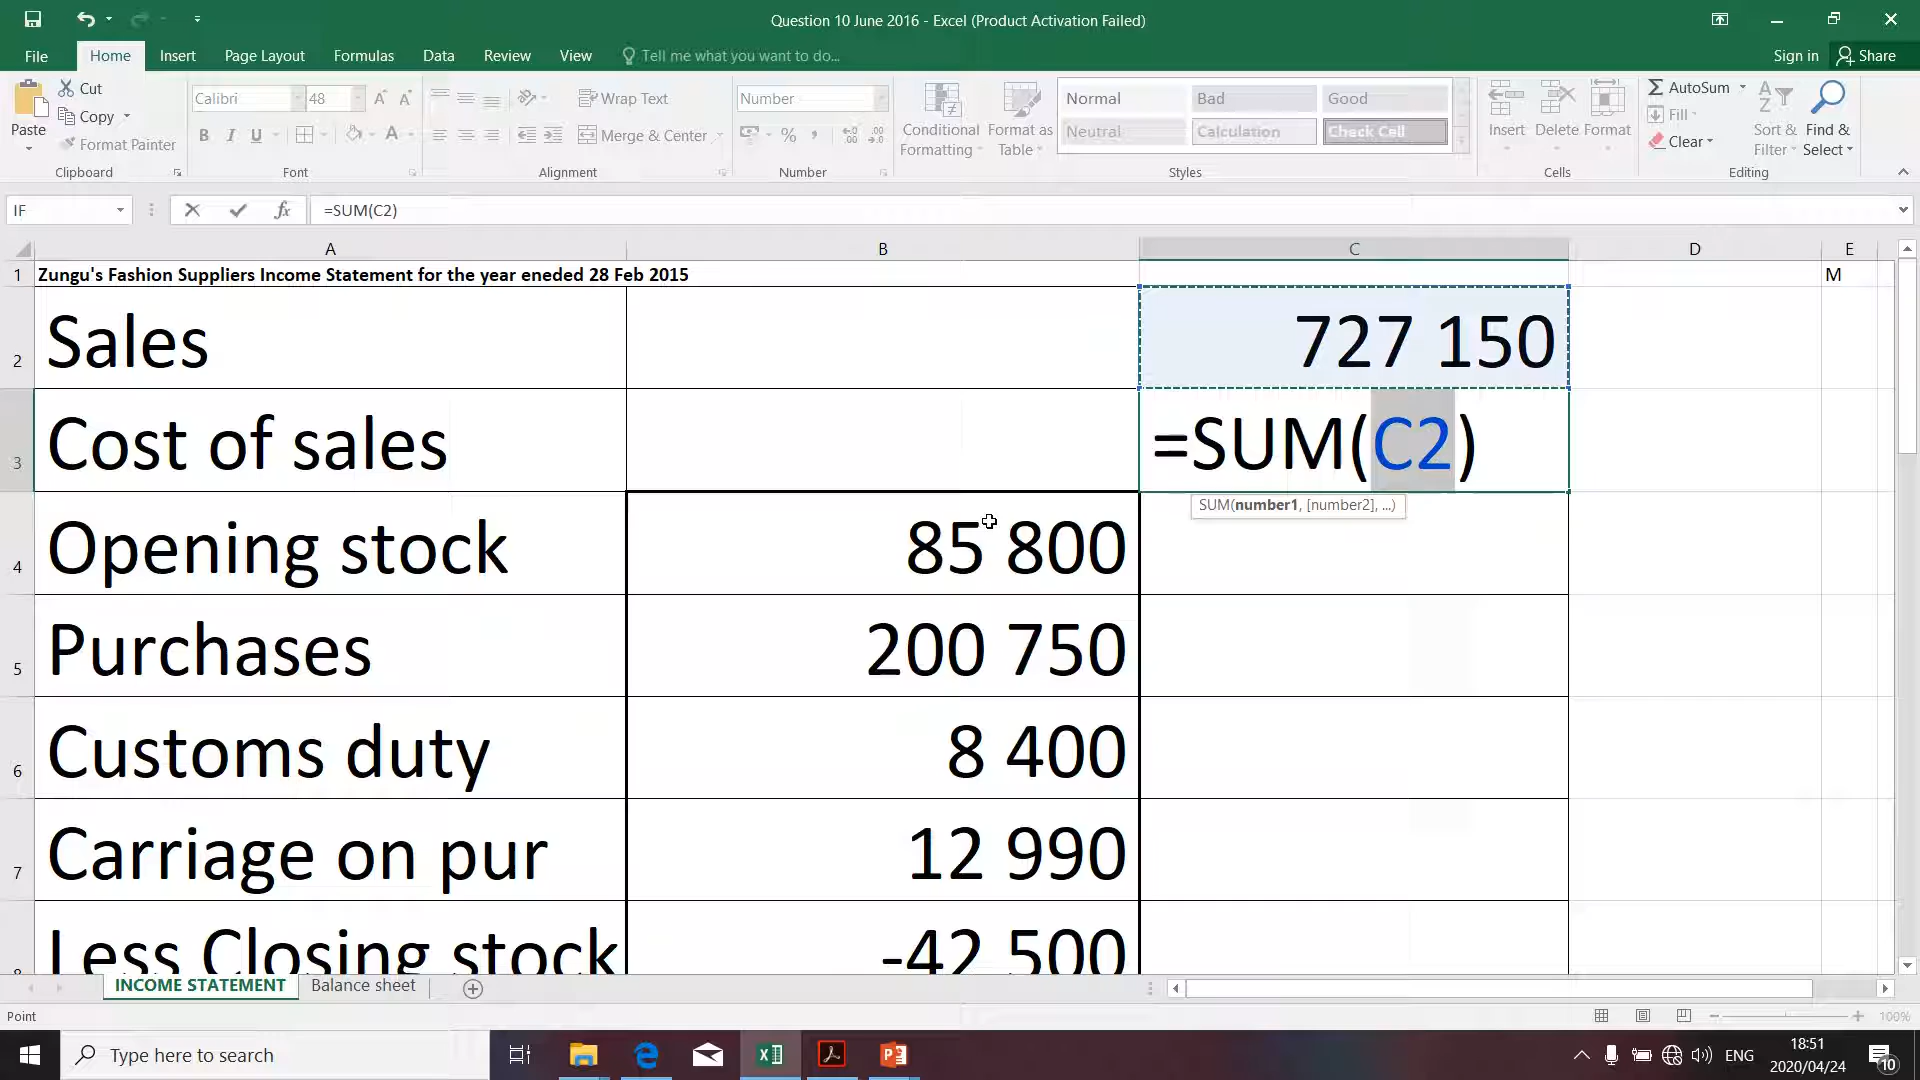 Question 10 June 2016 - Excel (Product Activation Failed)
File Home Insert Page Layout Formulas Data Review View Tell me what you want to do... Sign in Share
Paste Cut Copy Format Painter
Clipboard
Calibri 48 A A
B I U A
Font
Wrap Text
Merge & Center
Alignment
Number
% ,
Number
Conditional Formatting Format as Table
Normal Bad Good
Neutral Calculation Check Cell
Styles
Insert Delete Format
Cells
AutoSum
Fill
Clear
Sort & Filter Find & Select
Editing
IF fx =SUM(C2)
A B C D E
1 Zungu's Fashion Suppliers Income Statement for the year eneded 28 Feb 2015 M
2 Sales 727 150
3 Cost of sales =SUM(C2)
SUM(number1, [number2], ...)
4 Opening stock 85 800
5 Purchases 200 750
6 Customs duty 8 400
7 Carriage on pur 12 990
8 Less Closing stock -42 500
INCOME STATEMENT Balance sheet
Point 100%
Type here to search ENG 18:51
2020/04/24 10